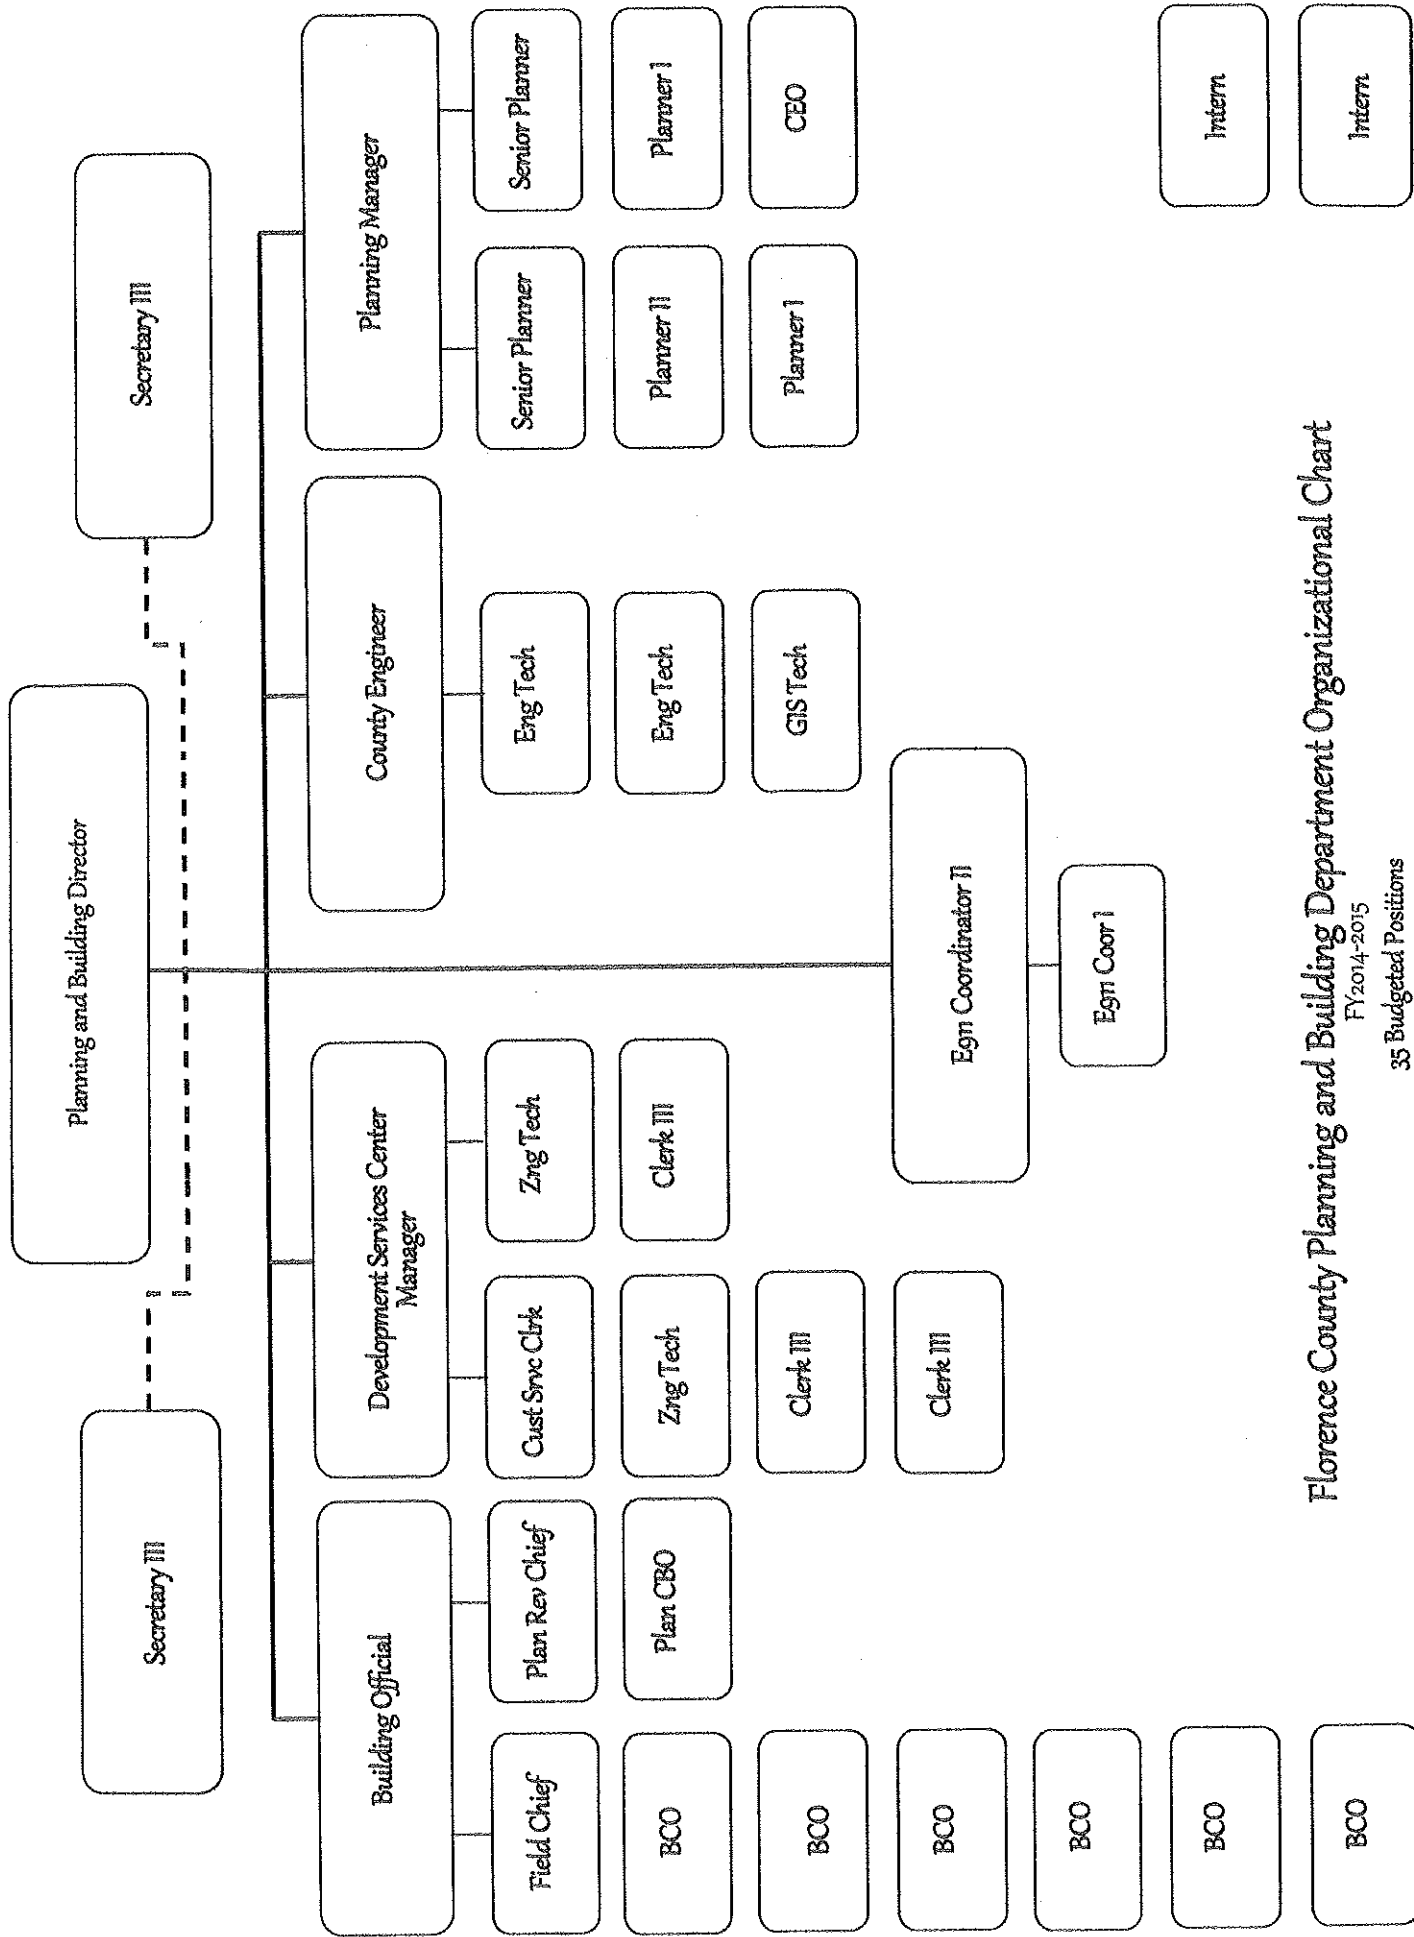 Planning and Building Director
Secretary III
Secretary III
Building Official
Development Services Center
Manager
County Engineer
Planning Manager
Field Chief
Plan Rev Chief
Cust Srvc Clrk
Zng Tech
Eng Tech
Senior Planner
Senior Planner
BCO
Plan CBO
Zng Tech
Clerk III
Eng Tech
Planner II
Planner I
BCO
Clerk III
GIS Tech
Planner I
CEO
BCO
Clerk III
Egn Coordinator II
BCO
Egn Coor I
BCO
Intern
BCO
Intern
Florence County Planning and Building Department Organizational Chart
FY2014-2015
35 Budgeted Positions